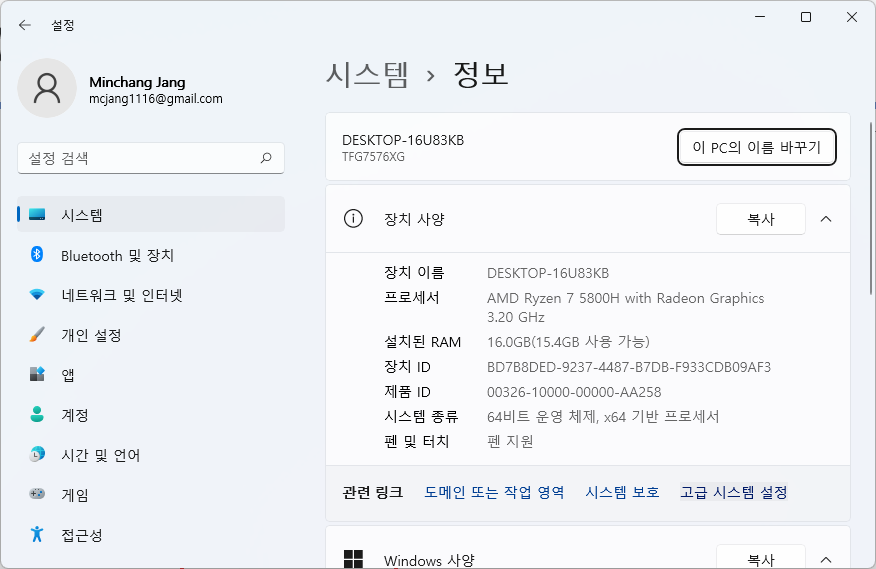 설정
Minchang Jang
mcjang1116@gmail.com
설정 검색
시스템
Bluetooth 및 장치
네트워크 및 인터넷
개인 설정
앱
계정
시간 및 언어
게임
접근성
시스템 › 정보
DESKTOP-16U83KB
TFG7576XG
이 PC의 이름 바꾸기
장치 사양
복사
장치 이름 DESKTOP-16U83KB
프로세서 AMD Ryzen 7 5800H with Radeon Graphics
3.20 GHz
설치된 RAM 16.0GB(15.4GB 사용 가능)
장치 ID BD7B8DED-9237-4487-B7DB-F933CDB09AF3
제품 ID 00326-10000-00000-AA258
시스템 종류 64비트 운영 체제, x64 기반 프로세서
펜 및 터치 펜 지원
관련 링크 도메인 또는 작업 영역 시스템 보호 고급 시스템 설정
Windows 사양
복사